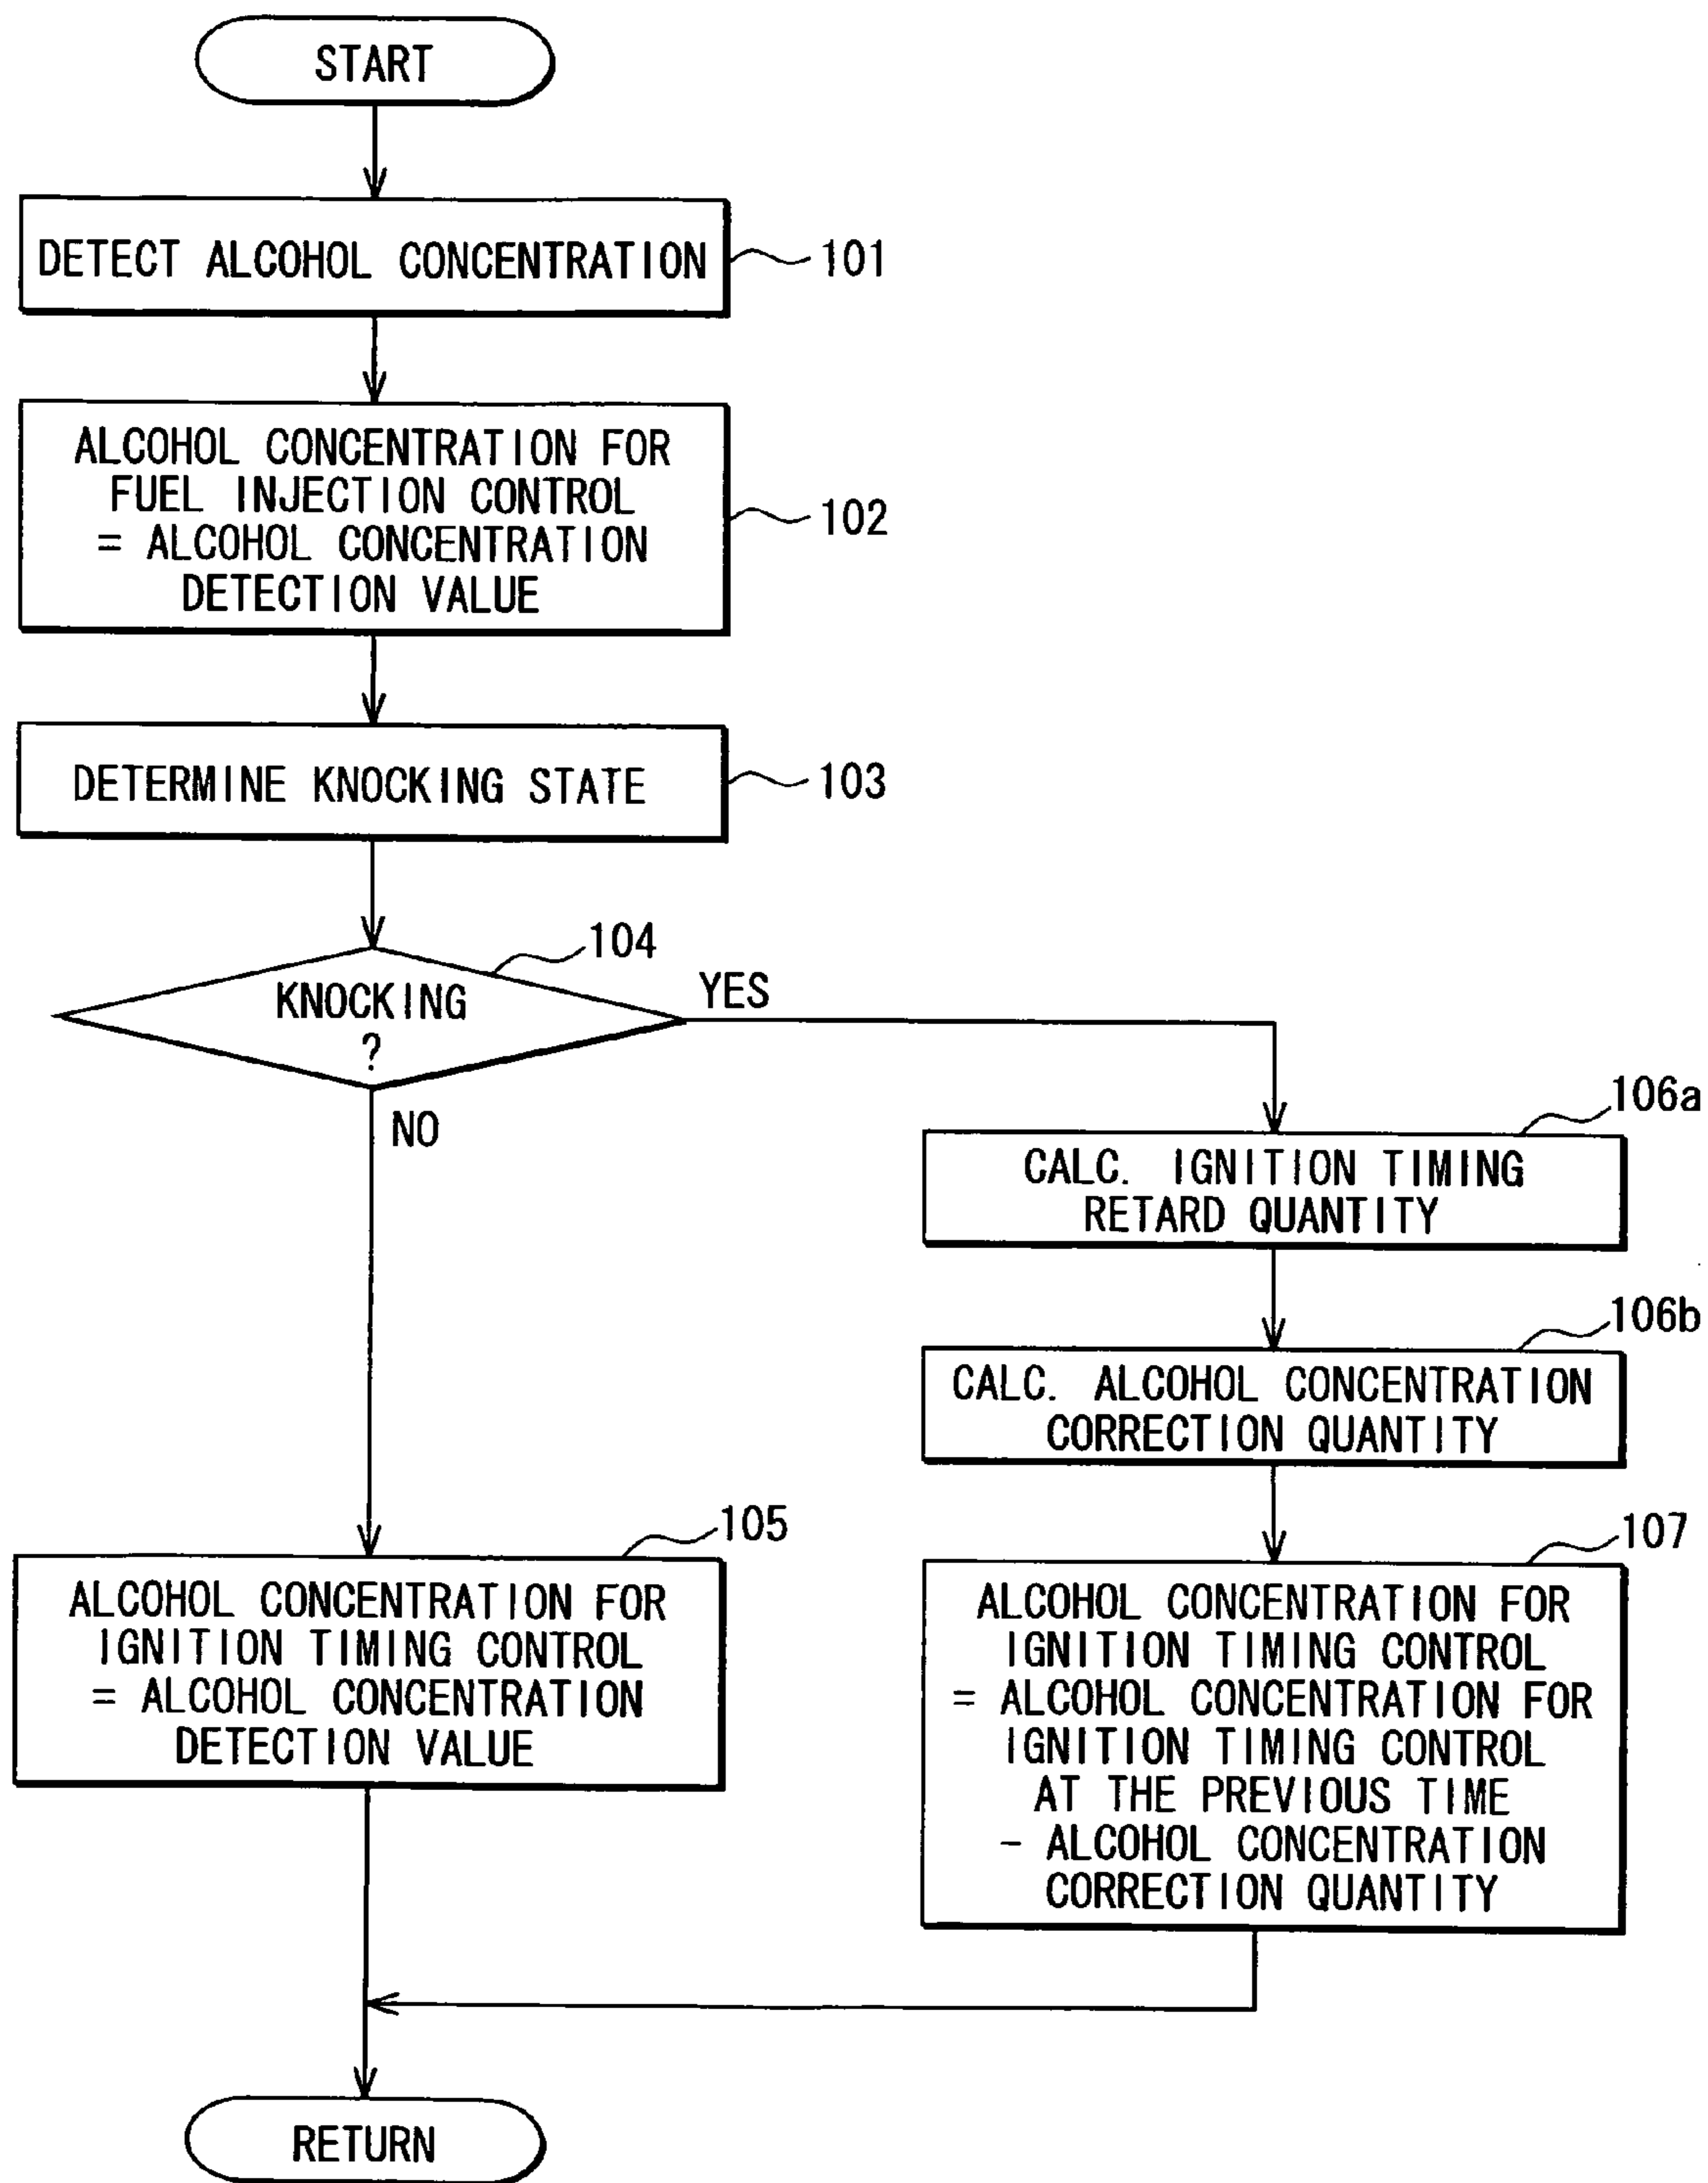 START
DETECT ALCOHOL CONCENTRATION
101
ALCOHOL CONCENTRATION FOR
FUEL INJECTION CONTROL
= ALCOHOL CONCENTRATION
DETECTION VALUE
102
DETERMINE KNOCKING STATE
103
104
KNOCKING
?
YES
NO
106a
CALC. IGNITION TIMING
RETARD QUANTITY
106b
CALC. ALCOHOL CONCENTRATION
CORRECTION QUANTITY
105
ALCOHOL CONCENTRATION FOR
IGNITION TIMING CONTROL
= ALCOHOL CONCENTRATION
DETECTION VALUE
107
ALCOHOL CONCENTRATION FOR
IGNITION TIMING CONTROL
= ALCOHOL CONCENTRATION FOR
IGNITION TIMING CONTROL
AT THE PREVIOUS TIME
- ALCOHOL CONCENTRATION
CORRECTION QUANTITY
RETURN